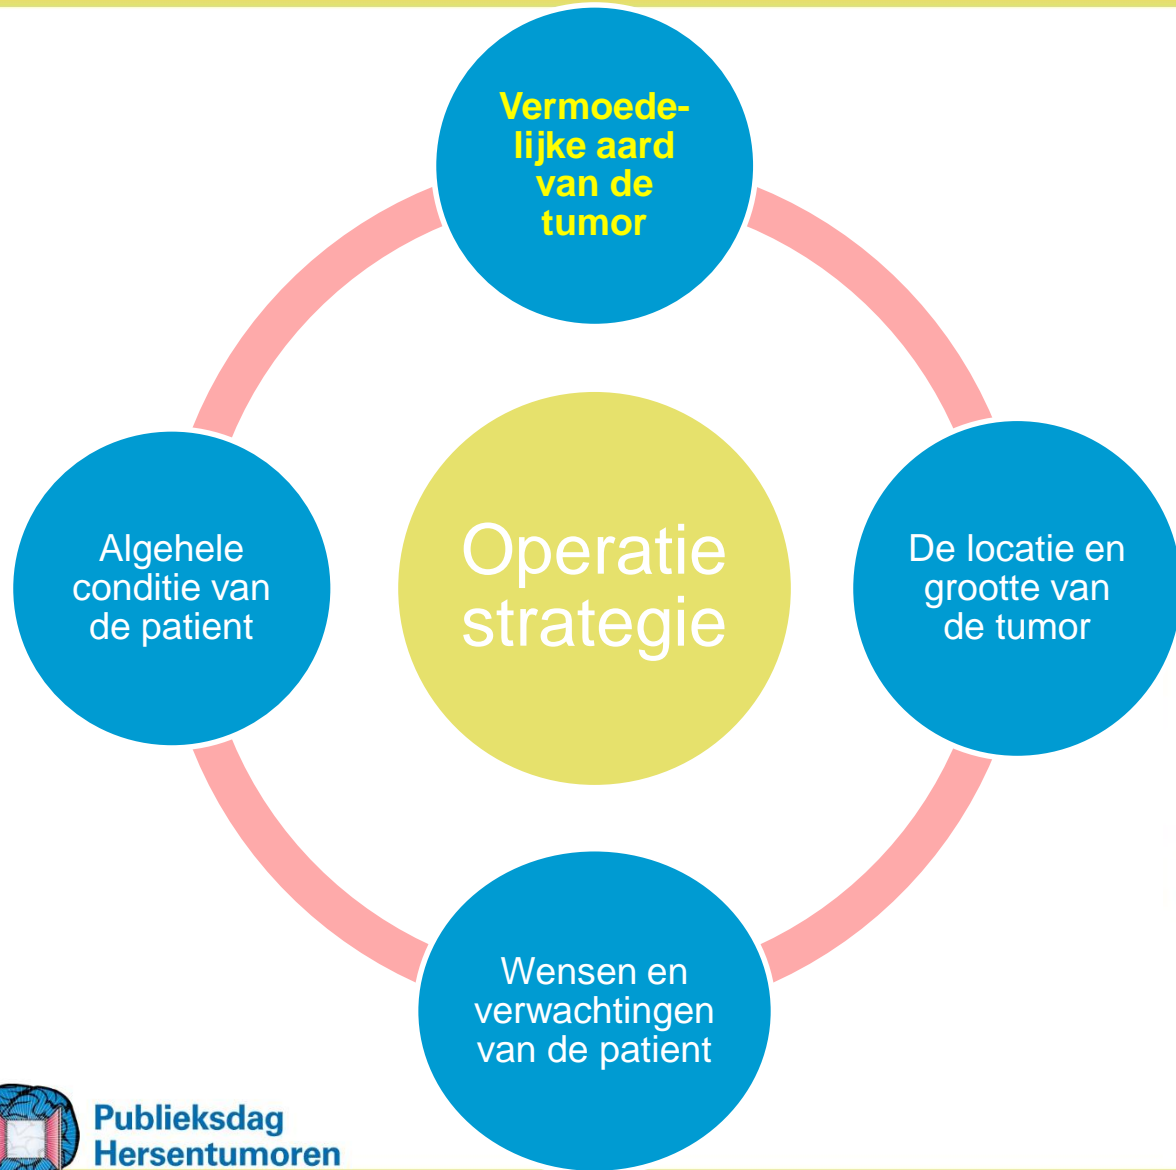 Vermoede-
lijke aard
van de
tumor
Algehele
conditie van
de patient
Operatie
strategie
De locatie en
grootte van
de tumor
Wensen en
verwachtingen
van de patient
Publieksdag
Hersentumoren